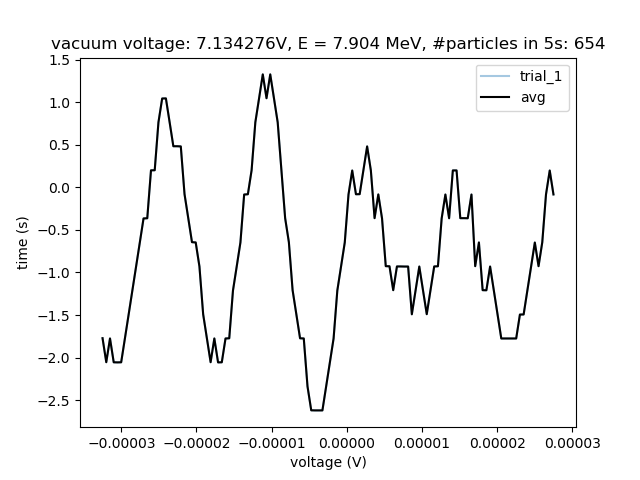 vacuum voltage: 7.134276V, E = 7.904 MeV, #particles in 5s: 654
trial_1
avg
1.5
1.0
0.5
0.0
−0.5
−1.0
−1.5
−2.0
−2.5
time (s)
−0.00003 −0.00002 −0.00001 0.00000 0.00001 0.00002 0.00003
voltage (V)